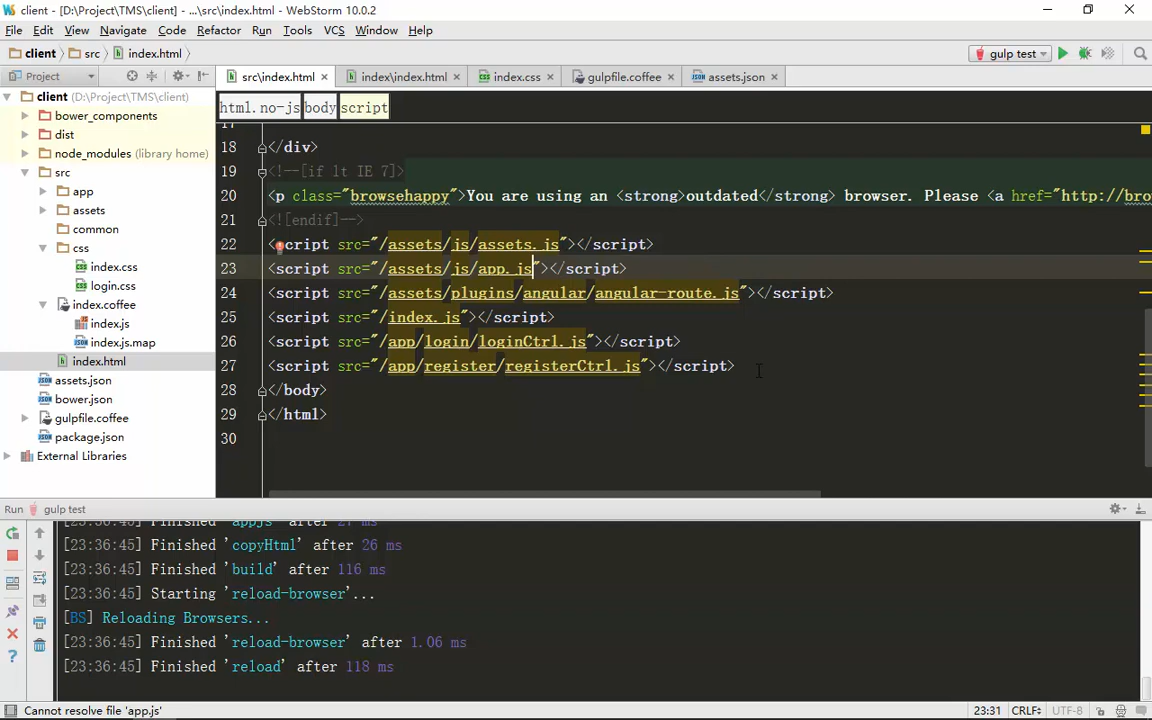 client - [D:\Project\TMS\client] - ...\src\index.html] - WebStorm 10.0.2
File Edit View Navigate Code Refactor Run Tools VCS Window Help
client src index.html gulp test
Project src\index.html index\index.html index.css gulpfile.coffee assets.json
client (D:\Project\TMS\client)
bower_components
dist
node_modules (library home)
src
app
assets
common
css
index.css
login.css
index.coffee
index.js
index.js.map
index.html
assets.json
bower.json
gulpfile.coffee
package.json
External Libraries
html.no-js body script
18 </div>
19 <!--[if lt IE 7]>
20 <p class="browsehappy">You are using an <strong>outdated</strong> browser. Please <a href="http://bro
21 <![endif]-->
22 <script src="/assets/js/assets.js"></script>
23 <script src="/assets/js/app.js"></script>
24 <script src="/assets/plugins/angular/angular-route.js"></script>
25 <script src="/index.js"></script>
26 <script src="/app/login/loginCtrl.js"></script>
27 <script src="/app/register/registerCtrl.js"></script>
28 </body>
29 </html>
30
Run gulp test
[23:36:45] Finished 'appjs' after 27 ms
[23:36:45] Finished 'copyHtml' after 26 ms
[23:36:45] Finished 'build' after 116 ms
[23:36:45] Starting 'reload-browser'...
[BS] Reloading Browsers...
[23:36:45] Finished 'reload-browser' after 1.06 ms
[23:36:45] Finished 'reload' after 118 ms
Cannot resolve file 'app.js' 23:31 CRLF UTF-8